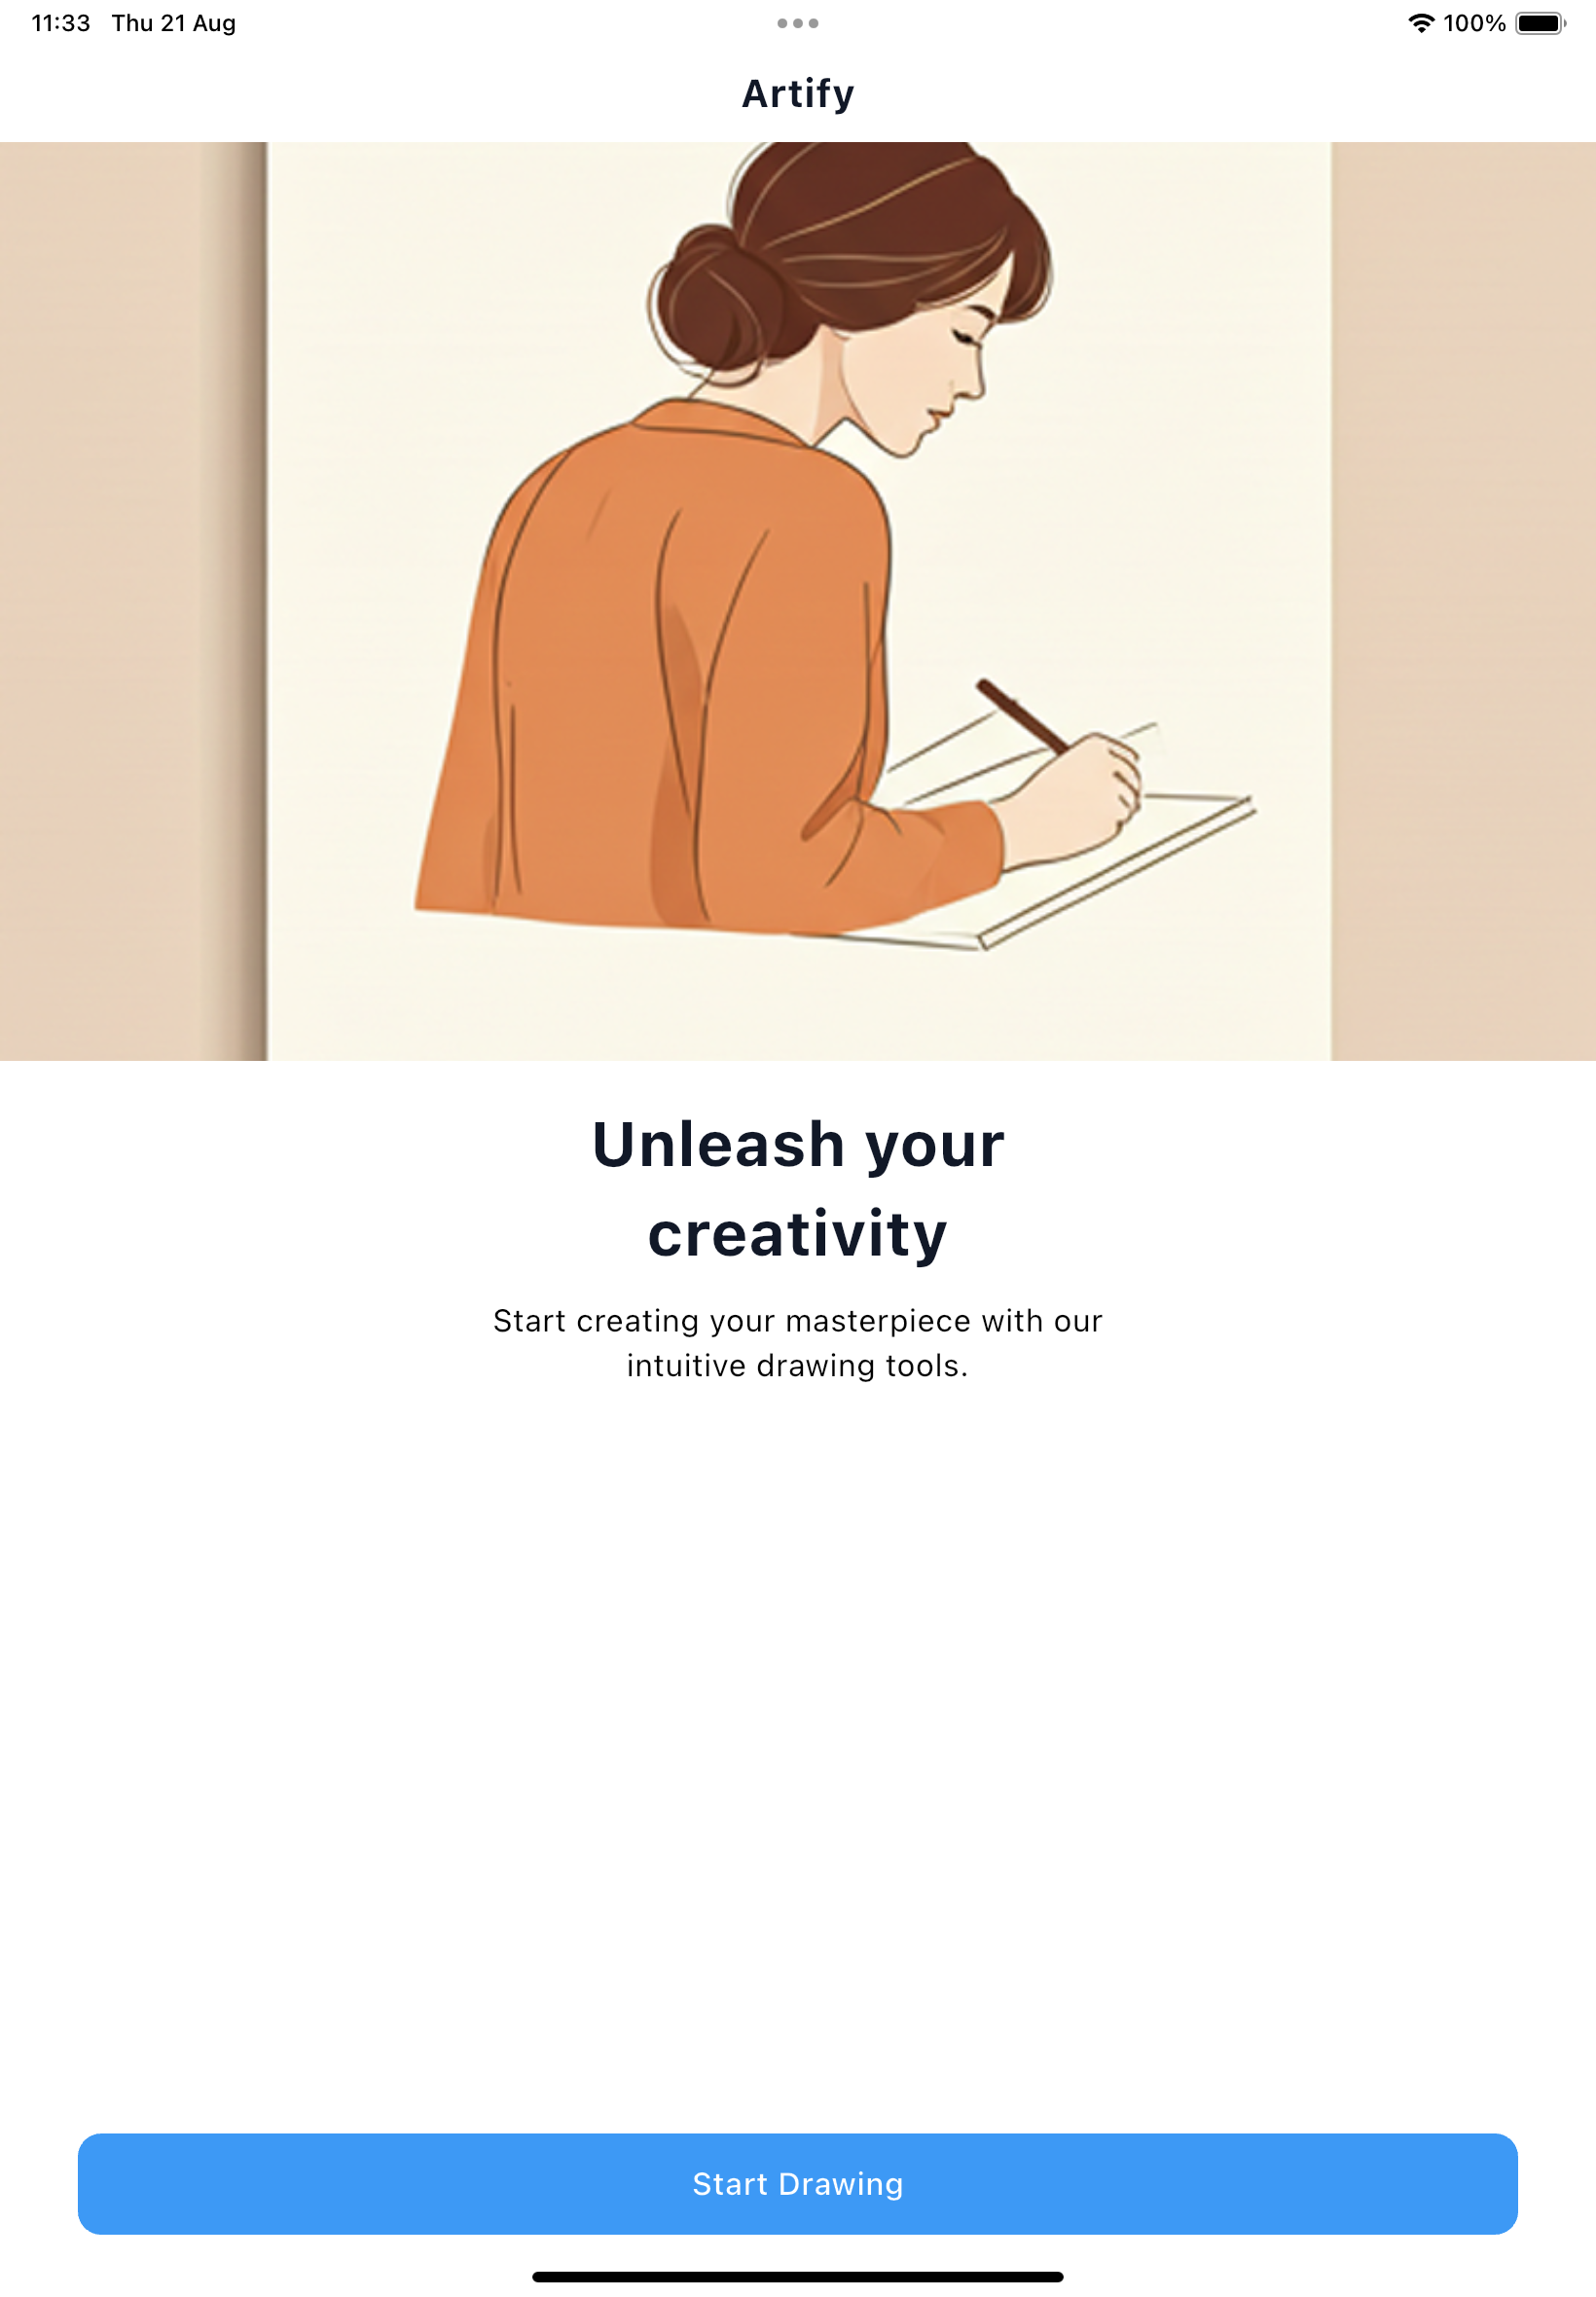 11:33 Thu 21 Aug 100%
Artify
Unleash your
creativity
Start creating your masterpiece with our
intuitive drawing tools.
Start Drawing